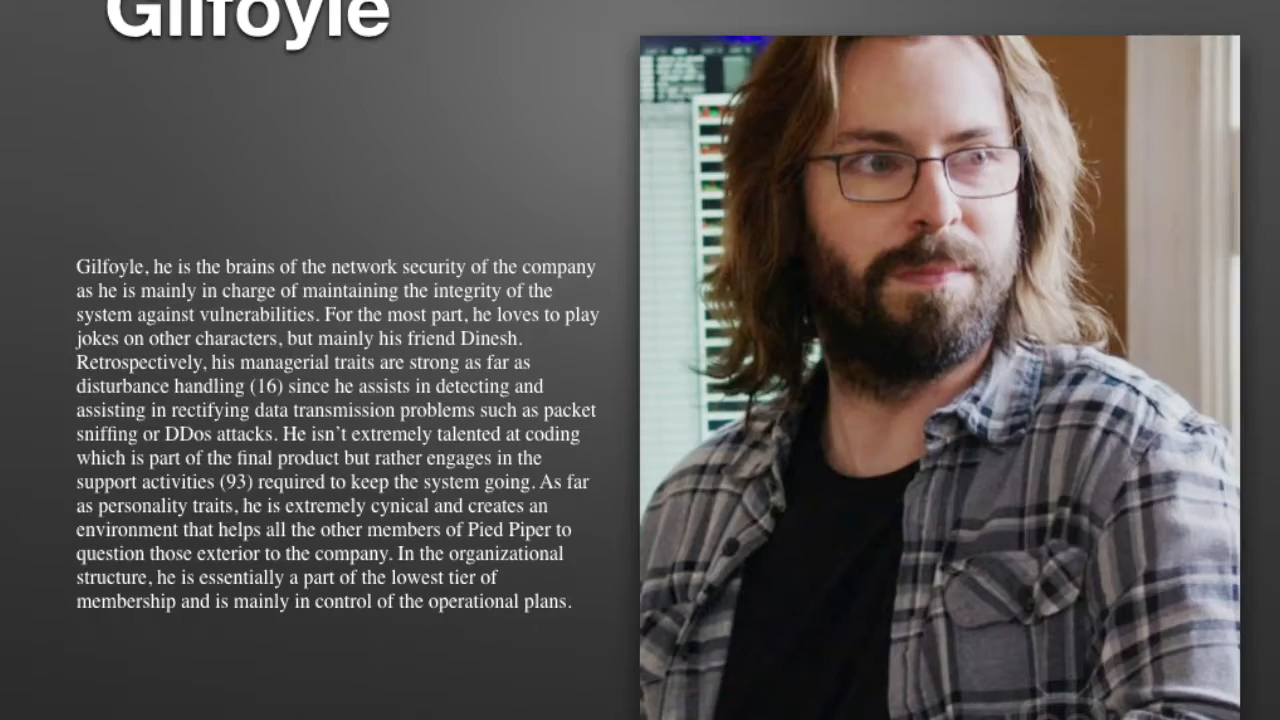 Gilfoyle
Gilfoyle, he is the brains of the network security of the company
as he is mainly in charge of maintaining the integrity of the
system against vulnerabilities. For the most part, he loves to play
jokes on other characters, but mainly his friend Dinesh.
Retrospectively, his managerial traits are strong as far as
disturbance handling (16) since he assists in detecting and
assisting in rectifying data transmission problems such as packet
sniffing or DDos attacks. He isn’t extremely talented at coding
which is part of the final product but rather engages in the
support activities (93) required to keep the system going. As far
as personality traits, he is extremely cynical and creates an
environment that helps all the other members of Pied Piper to
question those exterior to the company. In the organizational
structure, he is essentially a part of the lowest tier of
membership and is mainly in control of the operational plans.